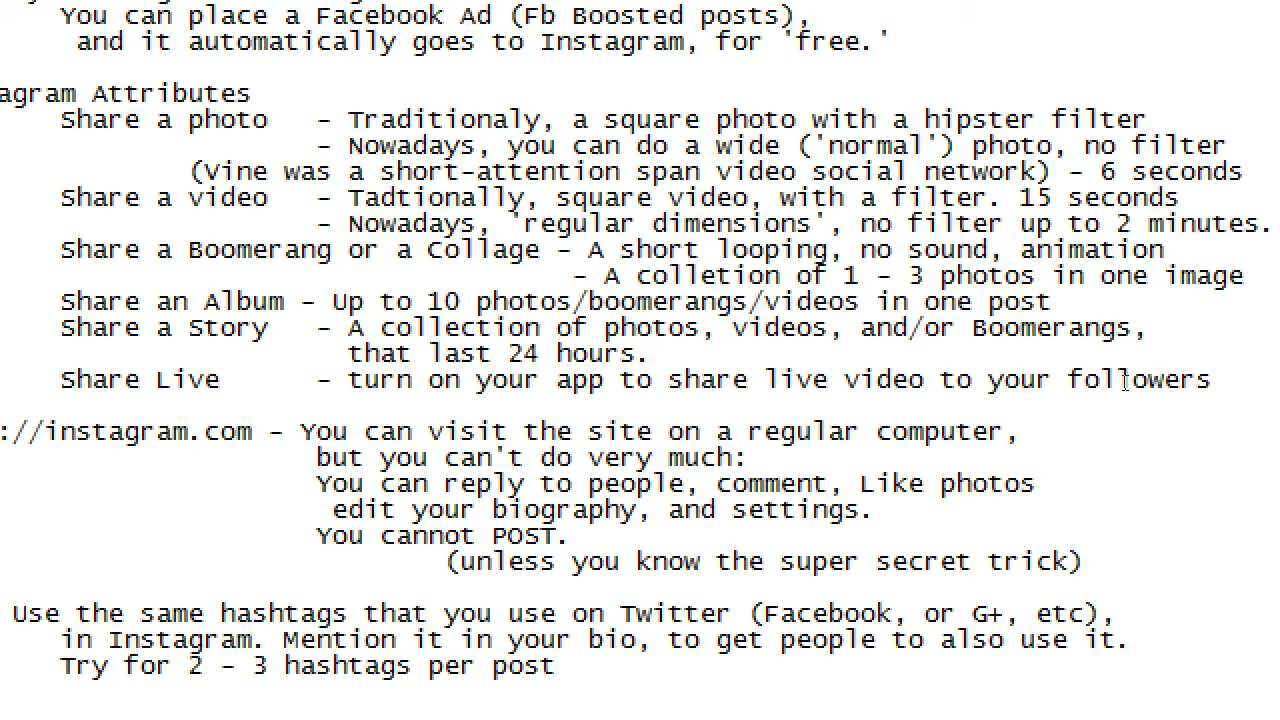 You can place a Facebook Ad (Fb Boosted posts),
and it automatically goes to Instagram, for 'free.'
agram Attributes
Share a photo - Traditionaly, a square photo with a hipster filter
- Nowadays, you can do a wide ('normal') photo, no filter
(Vine was a short-attention span video social network) - 6 seconds
Share a video - Tadtionally, square video, with a filter. 15 seconds
- Nowadays, 'regular dimensions', no filter up to 2 minutes.
Share a Boomerang or a Collage - A short looping, no sound, animation
- A colletion of 1 - 3 photos in one image
Share an Album - Up to 10 photos/boomerangs/videos in one post
Share a Story - A collection of photos, videos, and/or Boomerangs,
that last 24 hours.
Share Live - turn on your app to share live video to your followers
://instagram.com - You can visit the site on a regular computer,
but you can't do very much:
You can reply to people, comment, Like photos
edit your biography, and settings.
You cannot POST.
(unless you know the super secret trick)
Use the same hashtags that you use on Twitter (Facebook, or G+, etc),
in Instagram. Mention it in your bio, to get people to also use it.
Try for 2 - 3 hashtags per post